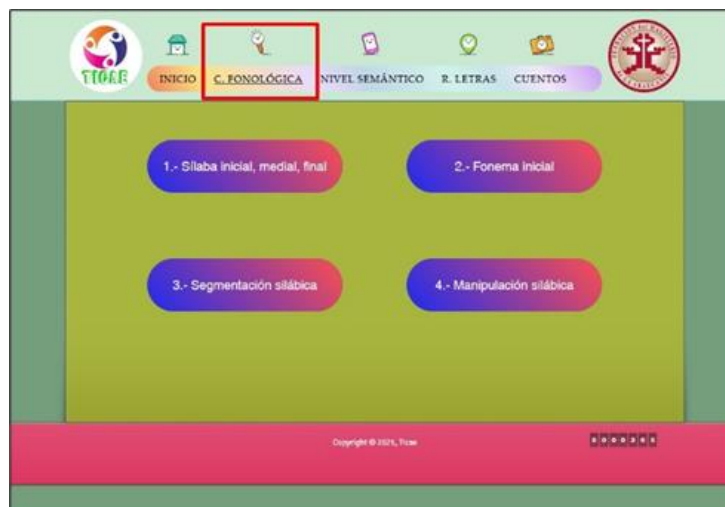 TICAE
INICIO C. FONOLÓGICA NIVEL SEMÁNTICO R. LETRAS CUENTOS
1.- Sílaba inicial, medial, final
2.- Fonema inicial
3.- Segmentación silábica
4.- Manipulación silábica
Copyright © 2021, Ticae